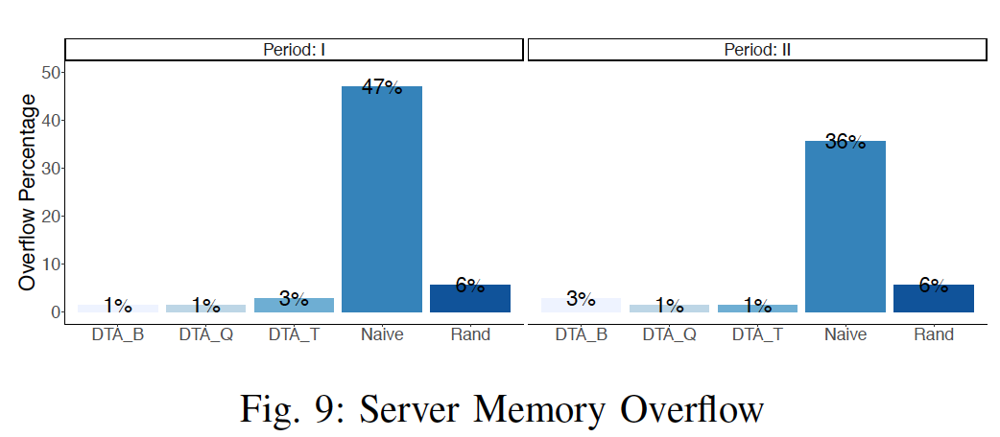 Period: I
Period: II
Overflow Percentage
50
40
30
20
10
0
1%
1%
3%
47%
6%
3%
1%
1%
36%
6%
DTA_B DTA_Q DTA_T Naive Rand
DTA_B DTA_Q DTA_T Naive Rand
Fig. 9: Server Memory Overflow